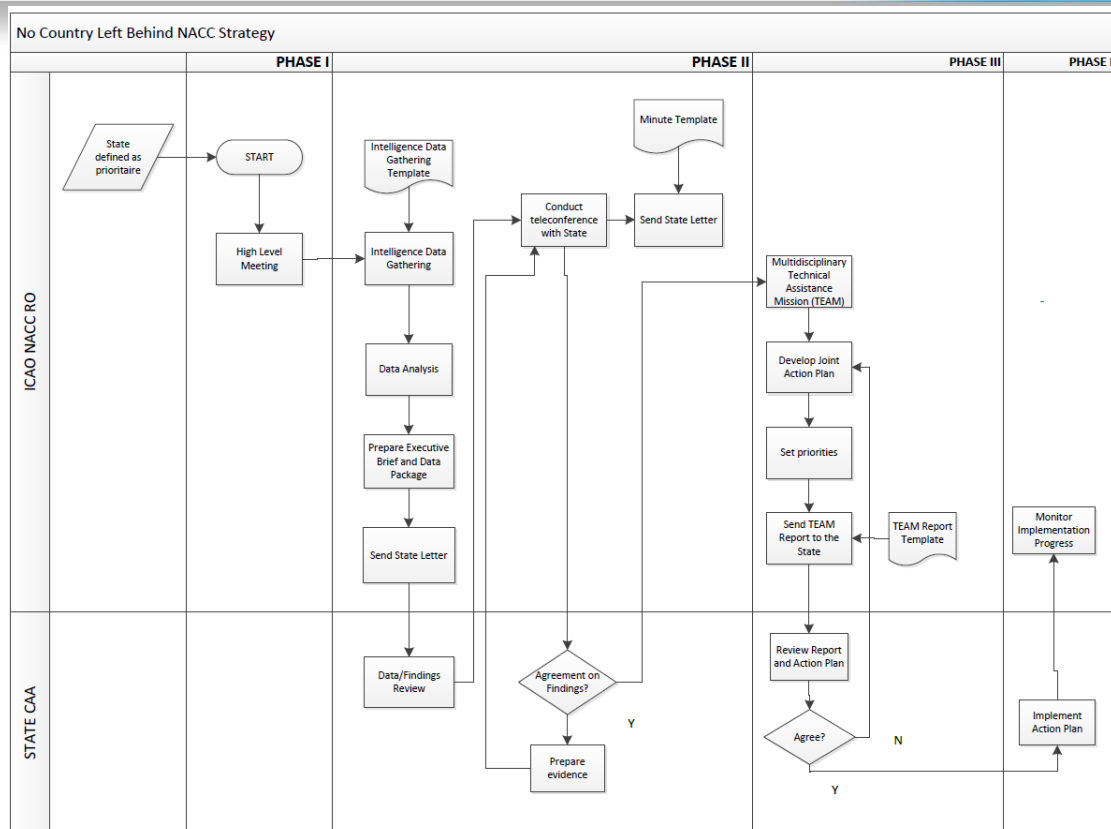 No Country Left Behind NACC Strategy
PHASE I
PHASE II
PHASE III
PHASE
ICAO NACC RO
State
defined as
prioritaire
START
High Level
Meeting
Intelligence Data
Gathering
Template
Intelligence Data
Gathering
Data Analysis
Prepare Executive
Brief and Data
Package
Send State Letter
Conduct
teleconference
with State
Minute Template
Send State Letter
Multidisciplinary
Technical
Assistance
Mission (TEAM)
Develop Joint
Action Plan
Set priorities
Send TEAM
Report to the
State
TEAM Report
Template
-
Monitor
Implementation
Progress
STATE CAA
Data/Findings
Review
Agreement on
Findings?
Y
Prepare
evidence
Review Report
and Action Plan
Agree?
N
Y
Implement
Action Plan